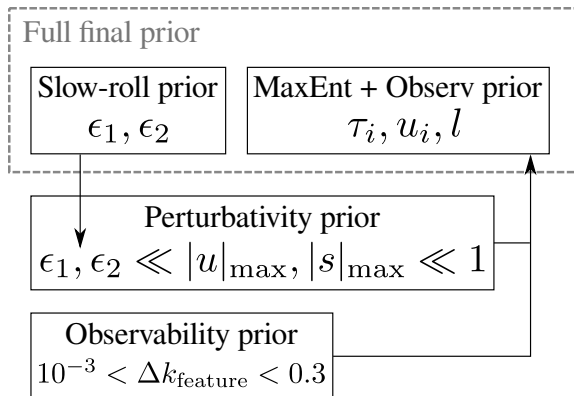 Full final prior
Slow-roll prior
ϵ₁, ϵ₂
MaxEnt + Observ prior
τᵢ, uᵢ, l
Perturbativity prior
ϵ₁, ϵ₂ ≪ |u|max, |s|max ≪ 1
Observability prior
10⁻³ < Δk_feature < 0.3